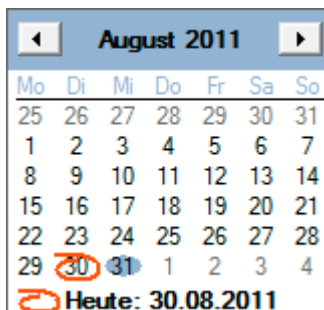 August 2011
Mo Di Mi Do Fr Sa So
25 26 27 28 29 30 31
1 2 3 4 5 6 7
8 9 10 11 12 13 14
15 16 17 18 19 20 21
22 23 24 25 26 27 28
29 30 31 1 2 3 4
Heute: 30.08.2011